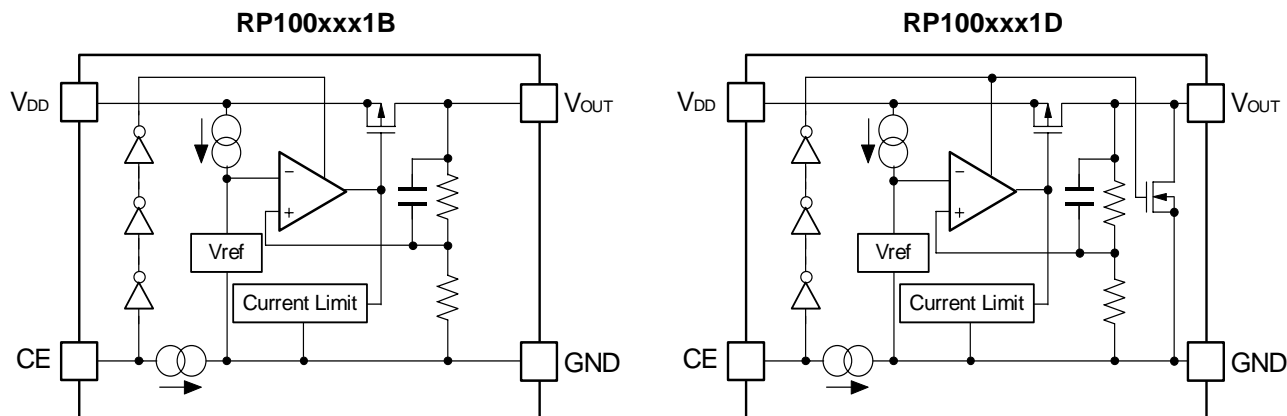 RP100xxx1B
VDD
VOUT
−
+
Vref
Current Limit
CE
GND
RP100xxx1D
VDD
VOUT
−
+
Vref
Current Limit
CE
GND